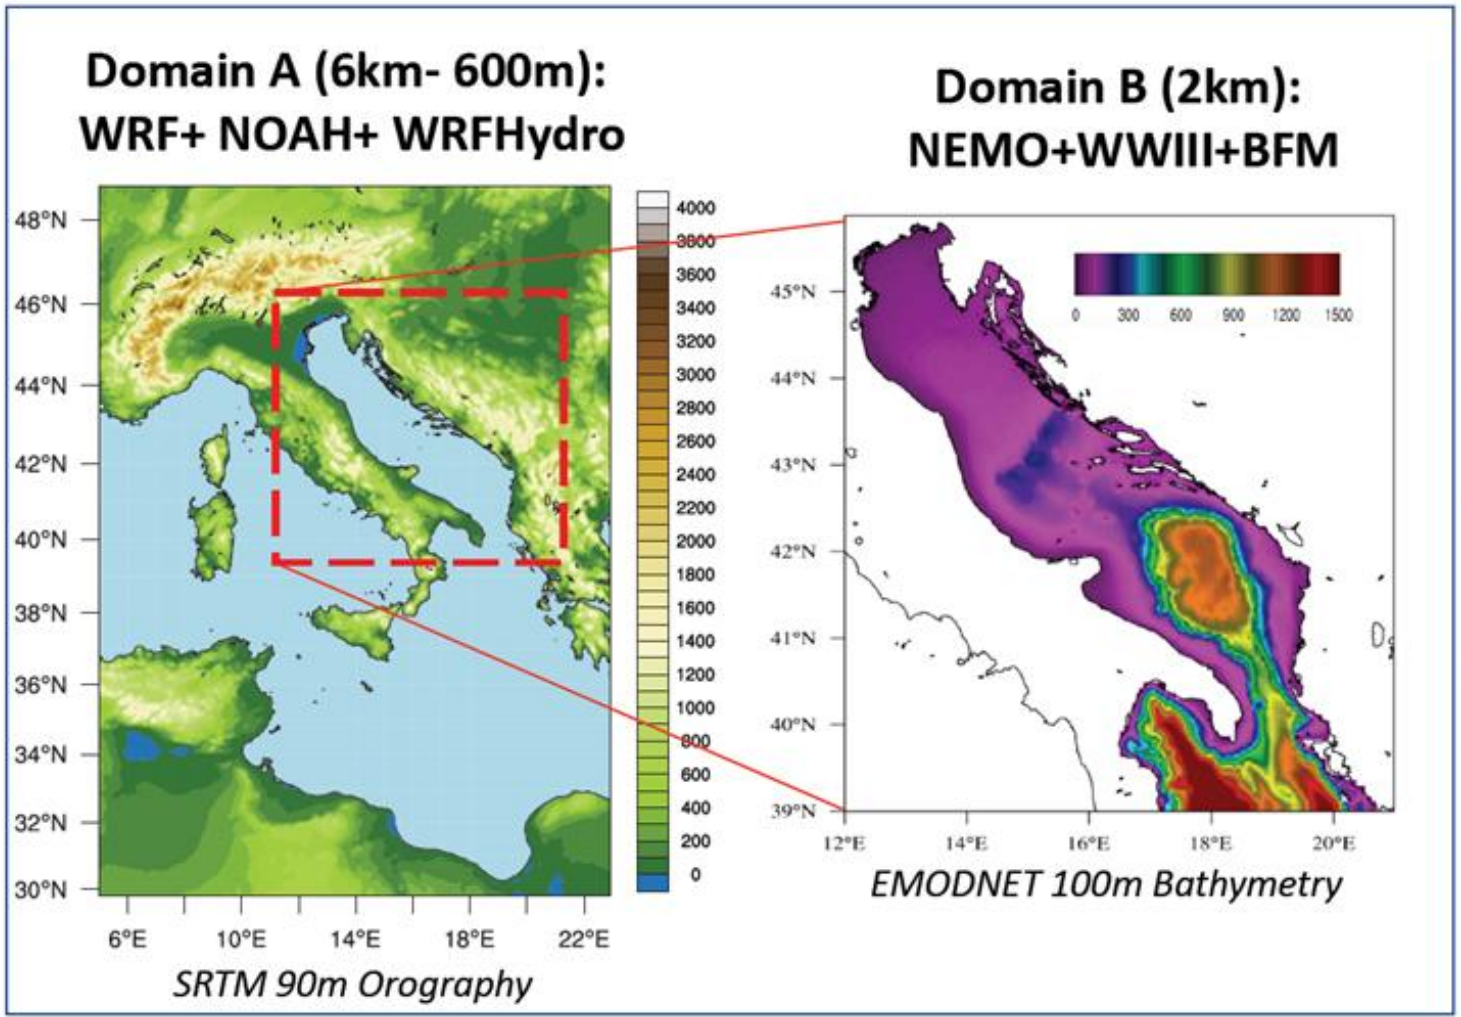 Domain A (6km- 600m):
WRF+ NOAH+ WRFHydro
48°N
46°N
44°N
42°N
40°N
38°N
36°N
34°N
32°N
30°N
6°E 10°E 14°E 18°E 22°E
4000
3800
3600
3400
3200
3000
2800
2600
2400
2200
2000
1800
1600
1400
1200
1000
800
600
400
200
0
SRTM 90m Orography
Domain B (2km):
NEMO+WWIII+BFM
0 300 600 900 1200 1500
45°N
44°N
43°N
42°N
41°N
40°N
39°N
12°E 14°E 16°E 18°E 20°E
EMODNET 100m Bathymetry